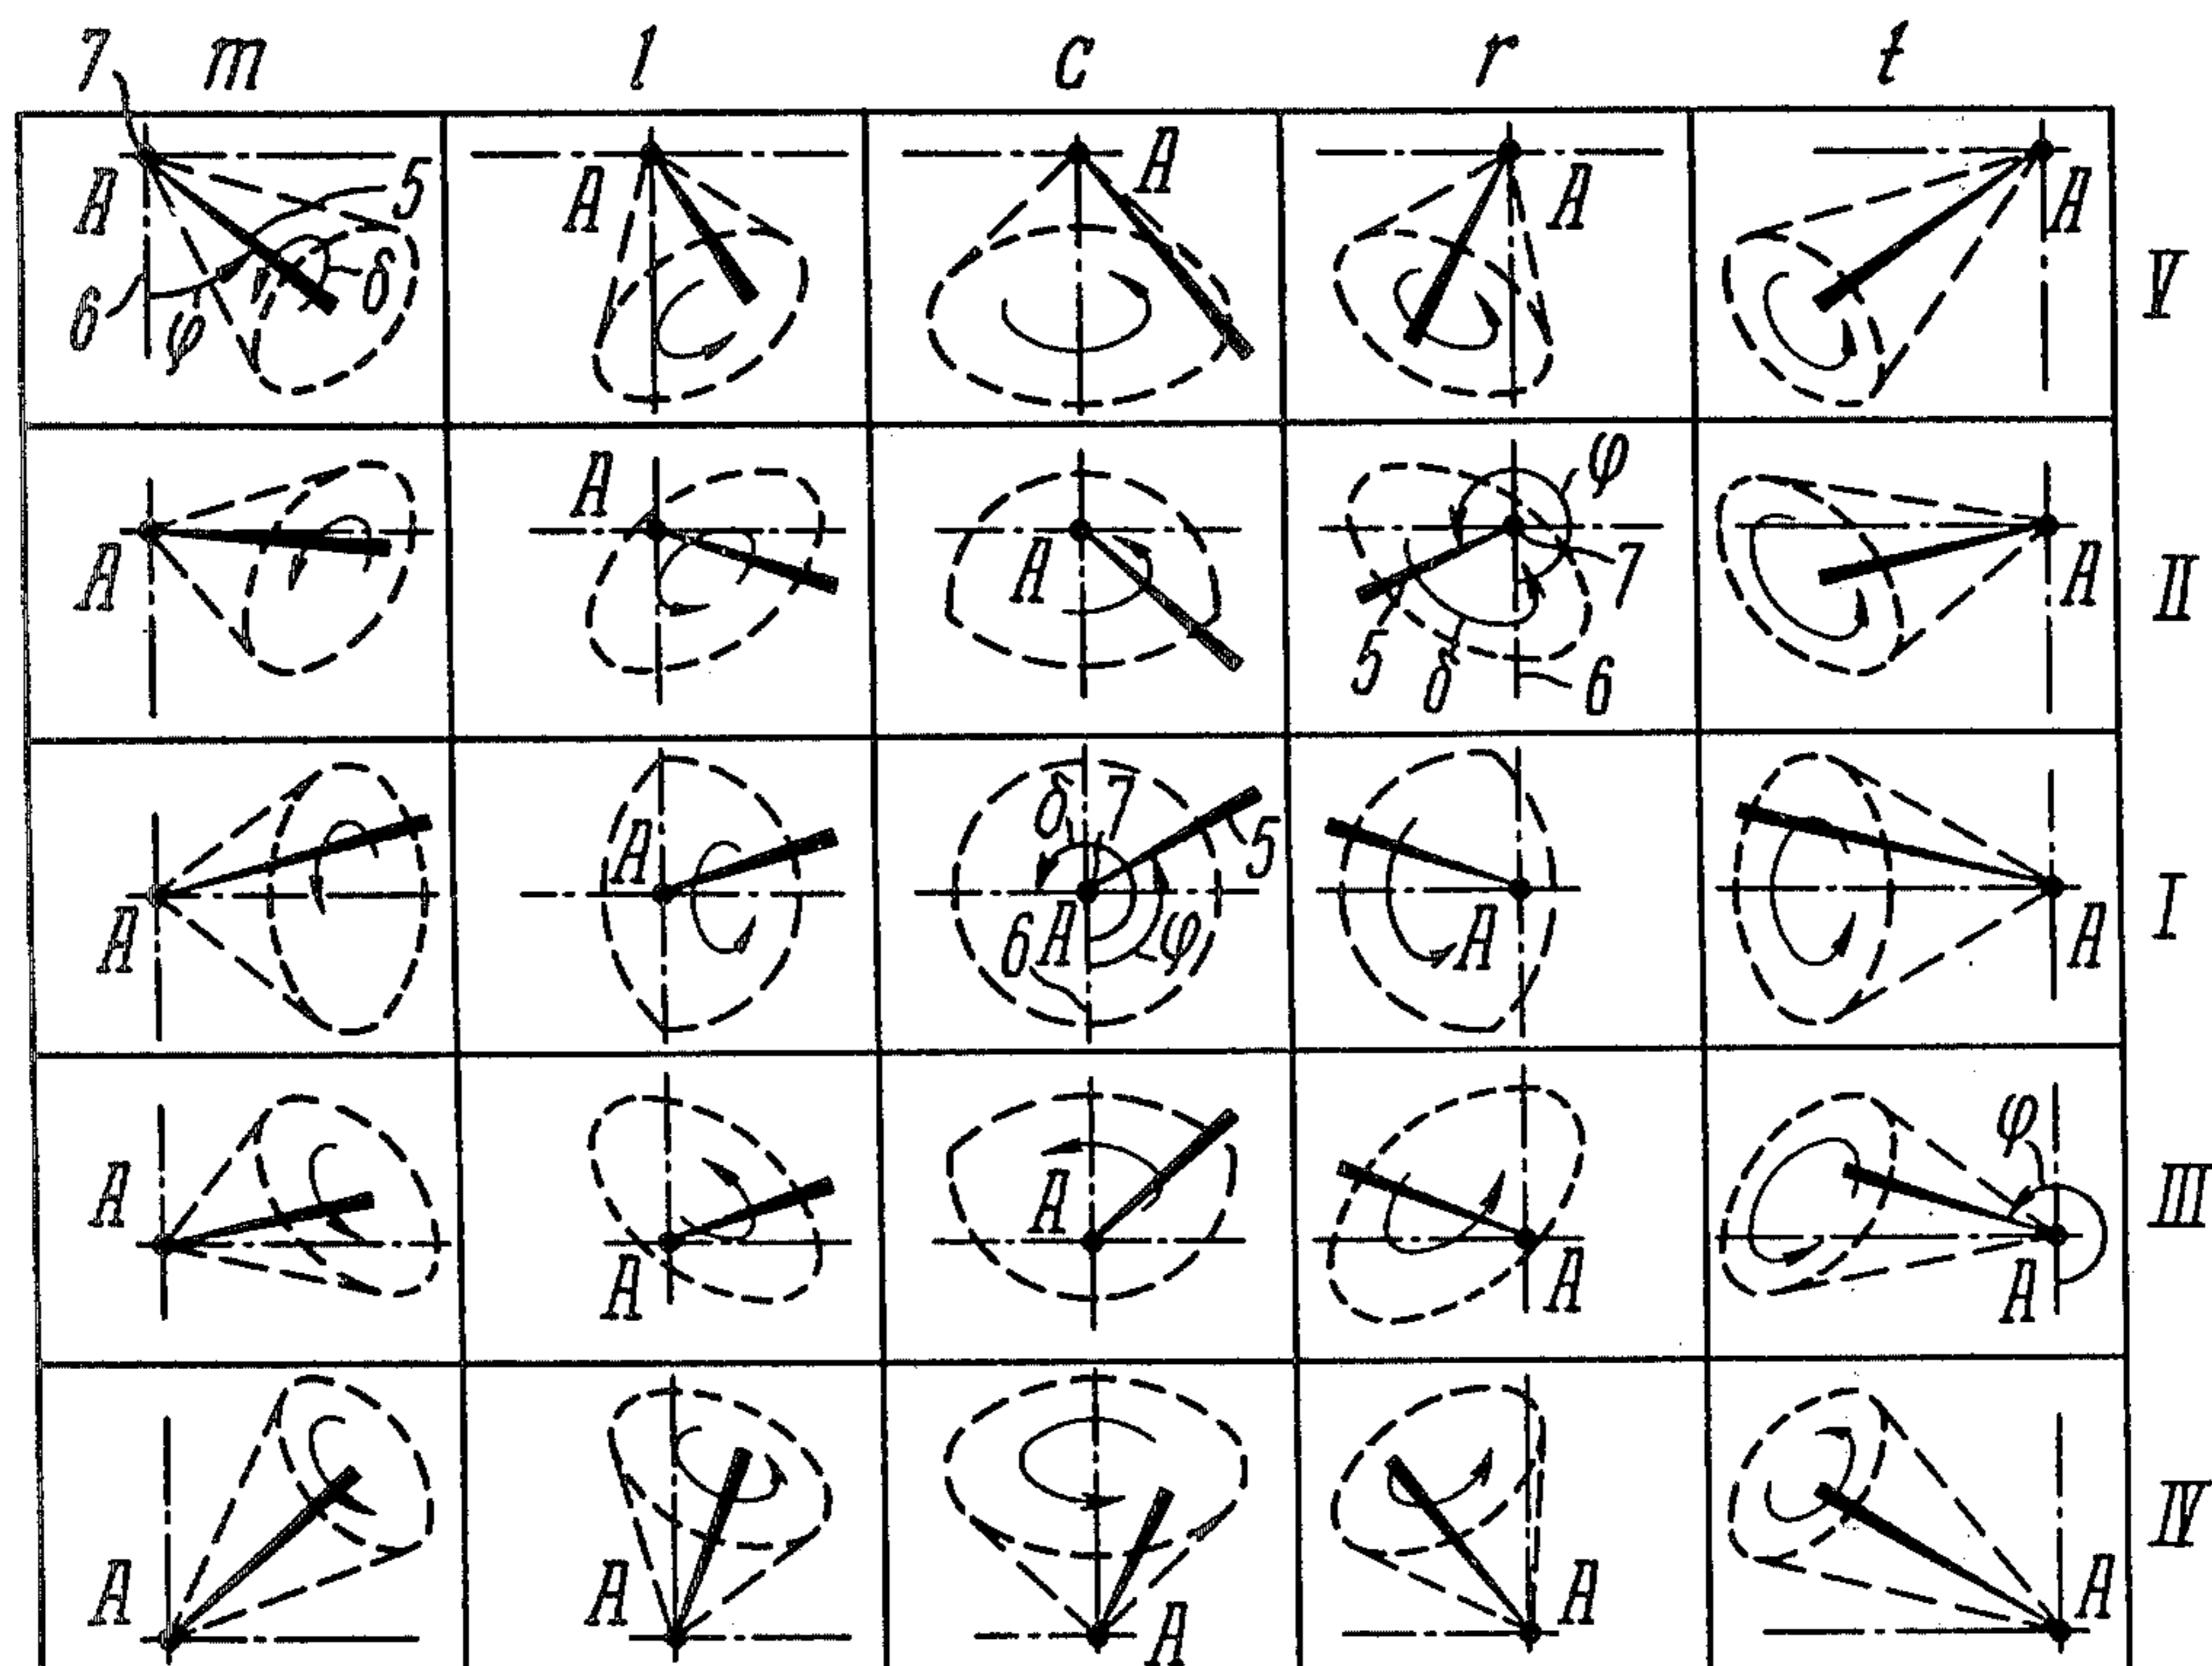 7 m l c r t
A 5 δ 6 φ A A A A V
A A A φ 7 5 δ 6 A II
A A δ 7 5 6 A φ A A I
A A A A φ A III
A A A A A IV